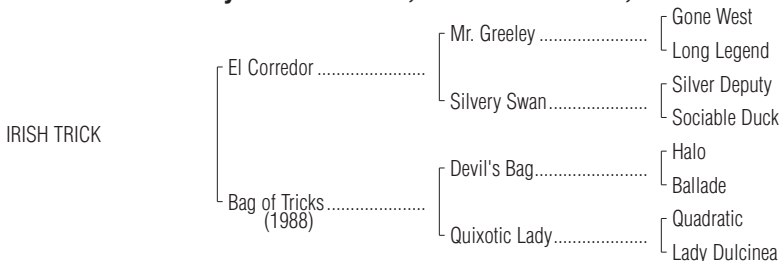 Gone West
Mr. Greeley ......................
Long Legend
El Corredor ......................
Silver Deputy
Silvery Swan.....................
Sociable Duck
IRISH TRICK
Halo
Devil's Bag........................
Ballade
Bag of Tricks.....................
(1988)
Quadratic
Quixotic Lady....................
Lady Dulcinea